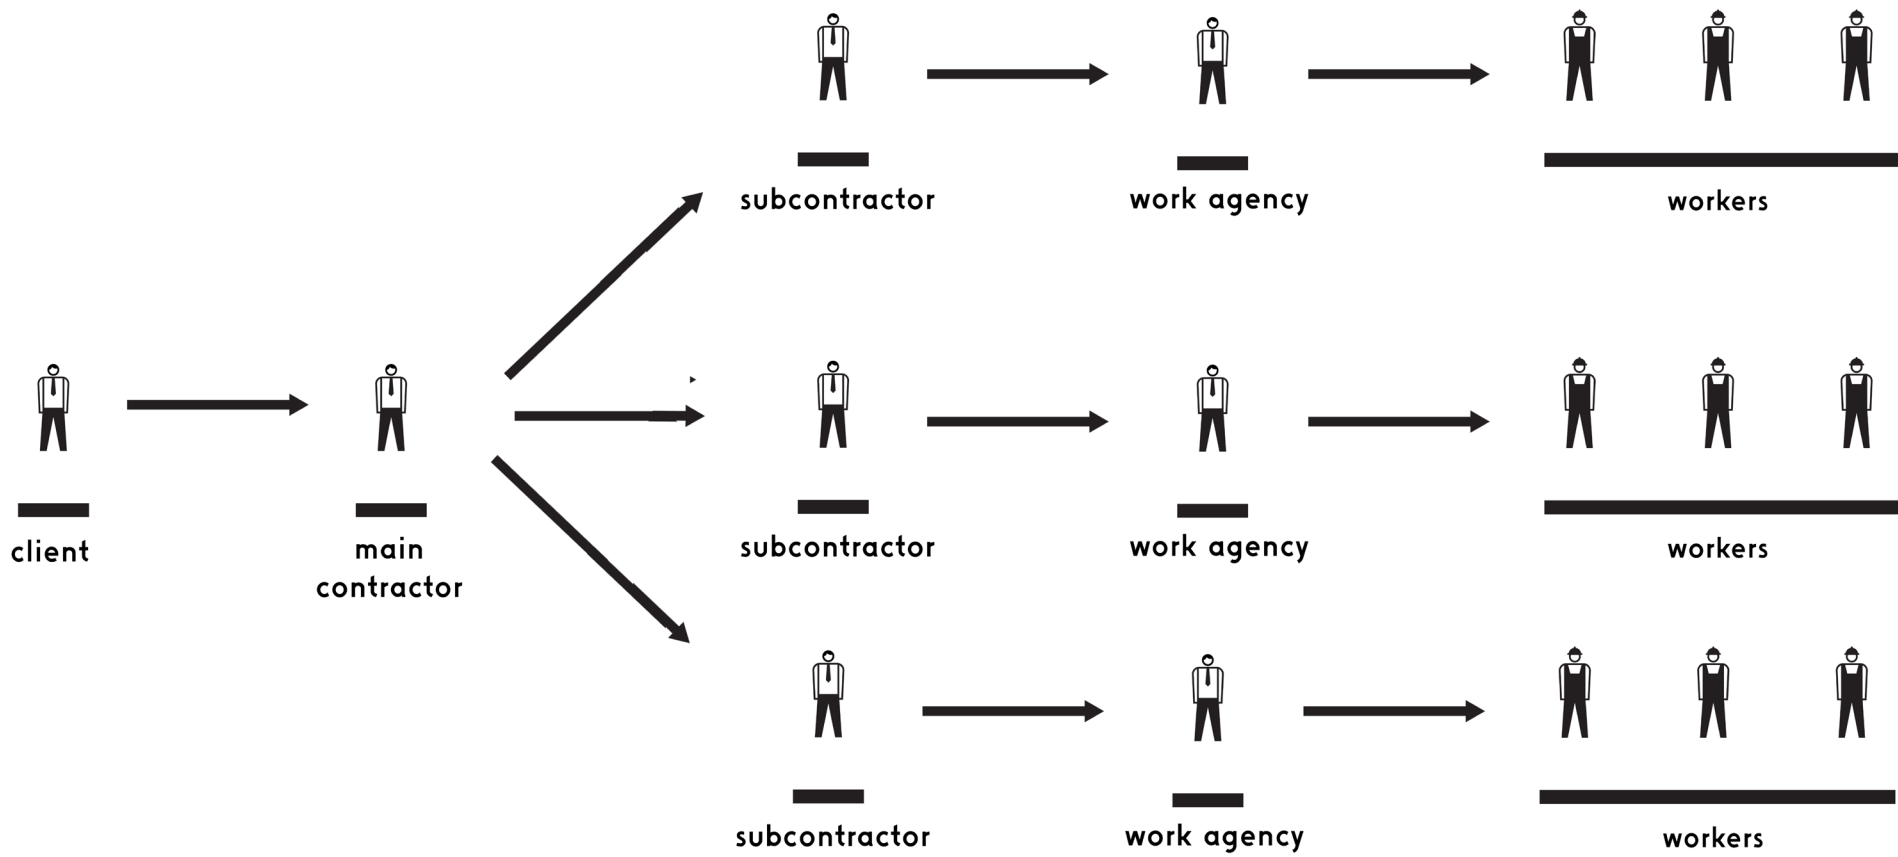 subcontractor
work agency
workers
client
main
contractor
subcontractor
work agency
workers
subcontractor
work agency
workers